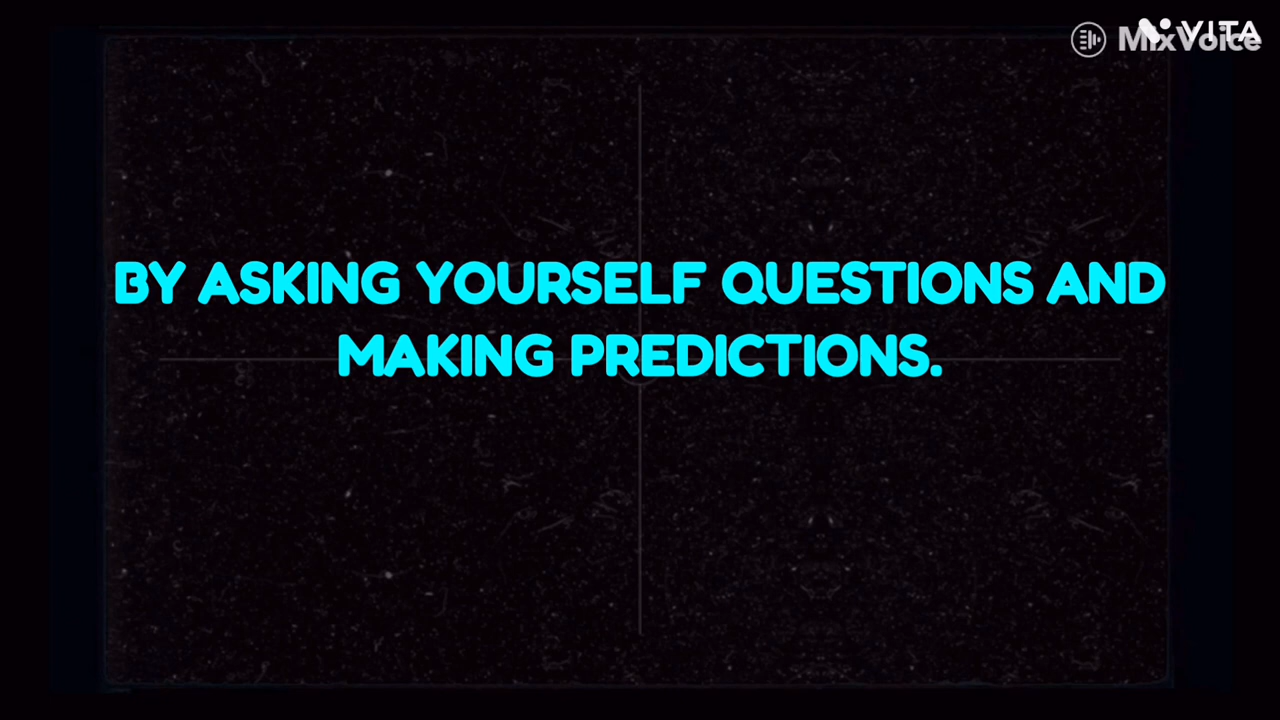 MixVoice
VITA
BY ASKING YOURSELF QUESTIONS AND
MAKING PREDICTIONS.